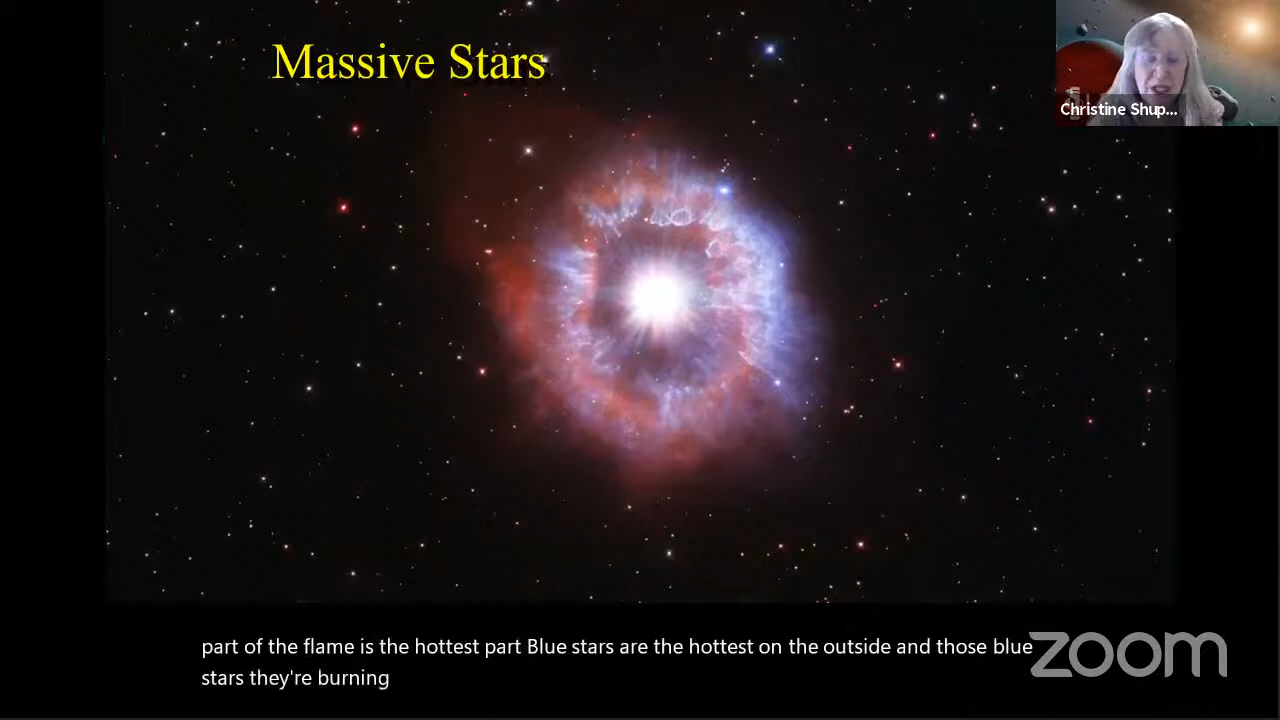 Massive Stars
Christine Shup...
part of the flame is the hottest part Blue stars are the hottest on the outside and those blue
stars they're burning
zoom